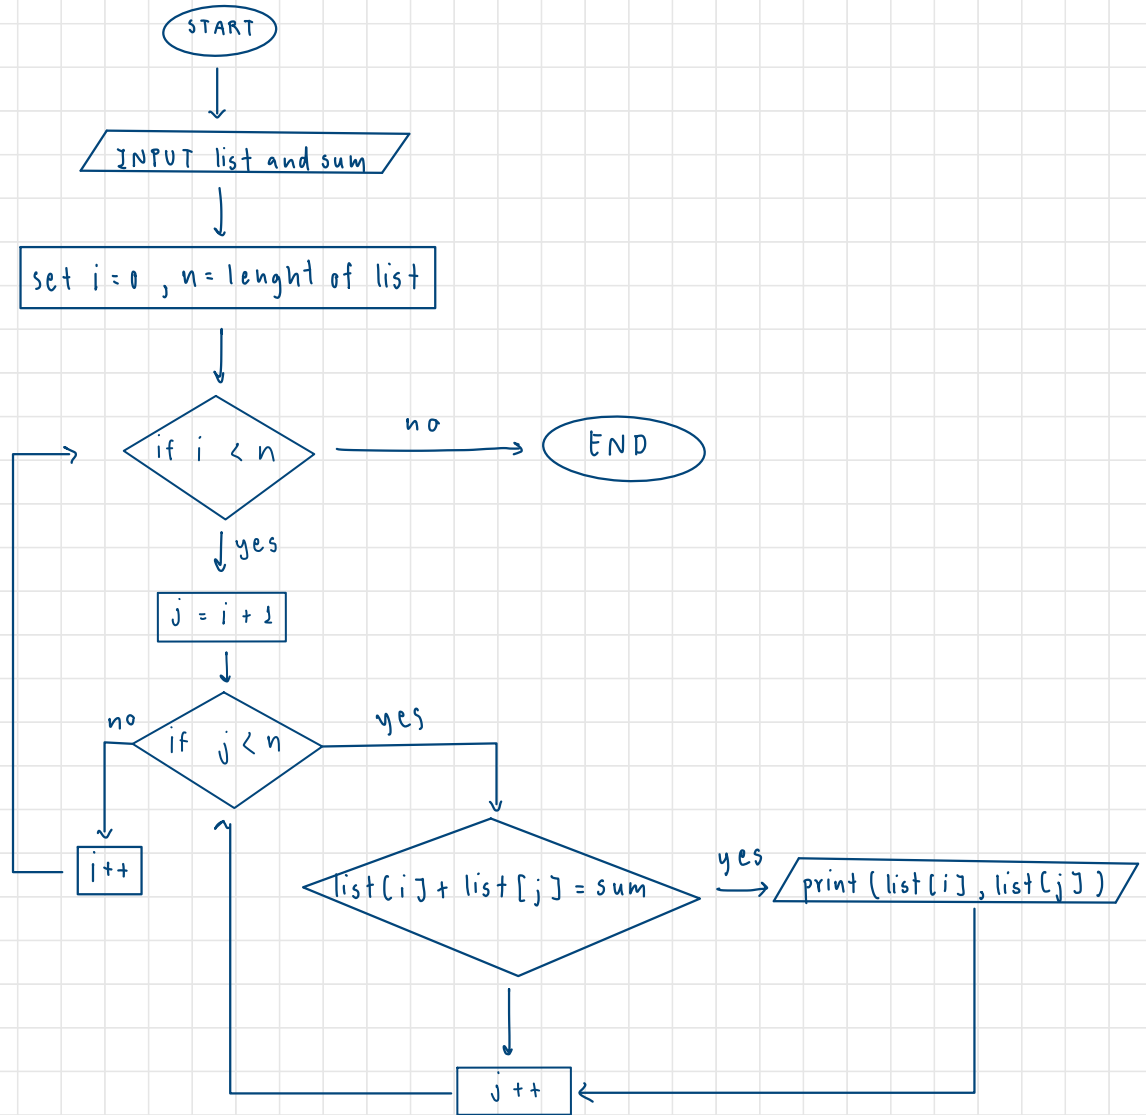 START
INPUT list and sum
set i = 0 , n = lenght of list
if i < n
no
END
yes
j = i + 1
no
if j < n
yes
i++
list[i] + list[j] = sum
yes
print (list[i] , list[j])
j ++